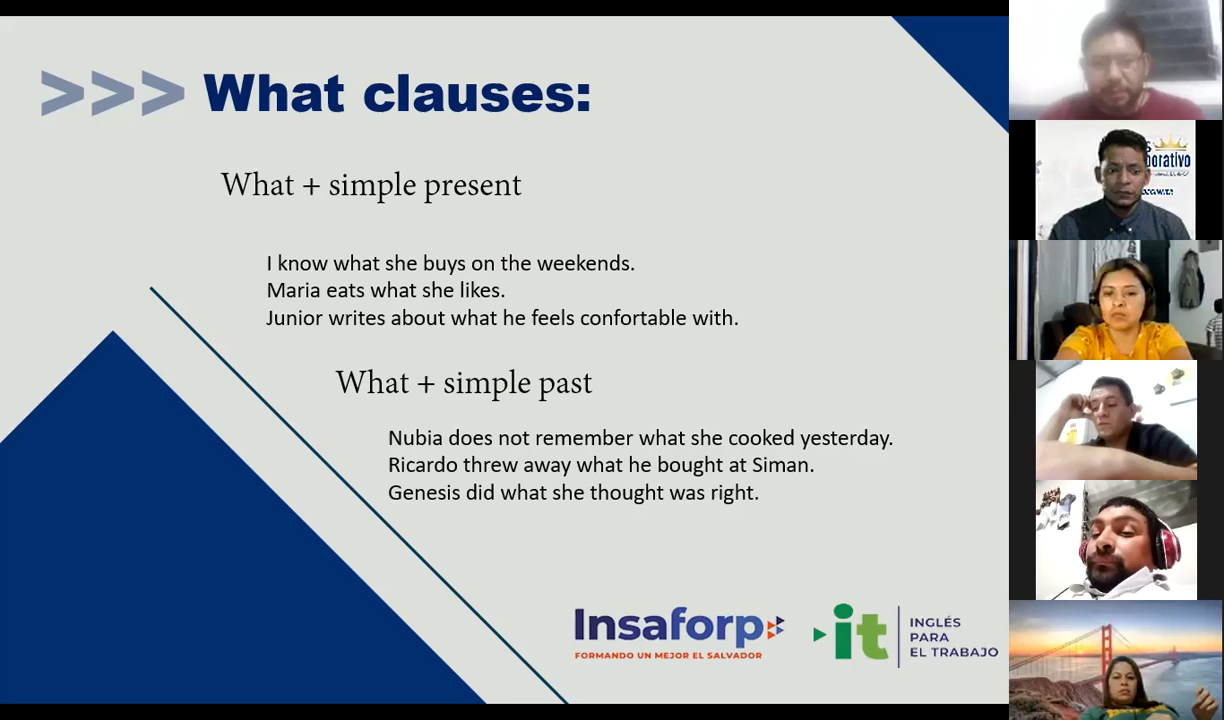 >>> What clauses:
What + simple present
I know what she buys on the weekends.
Maria eats what she likes.
Junior writes about what he feels confortable with.
What + simple past
Nubia does not remember what she cooked yesterday.
Ricardo threw away what he bought at Siman.
Genesis did what she thought was right.
Insaforp
FORMANDO UN MEJOR EL SALVADOR
it
INGLÉS
PARA
EL TRABAJO